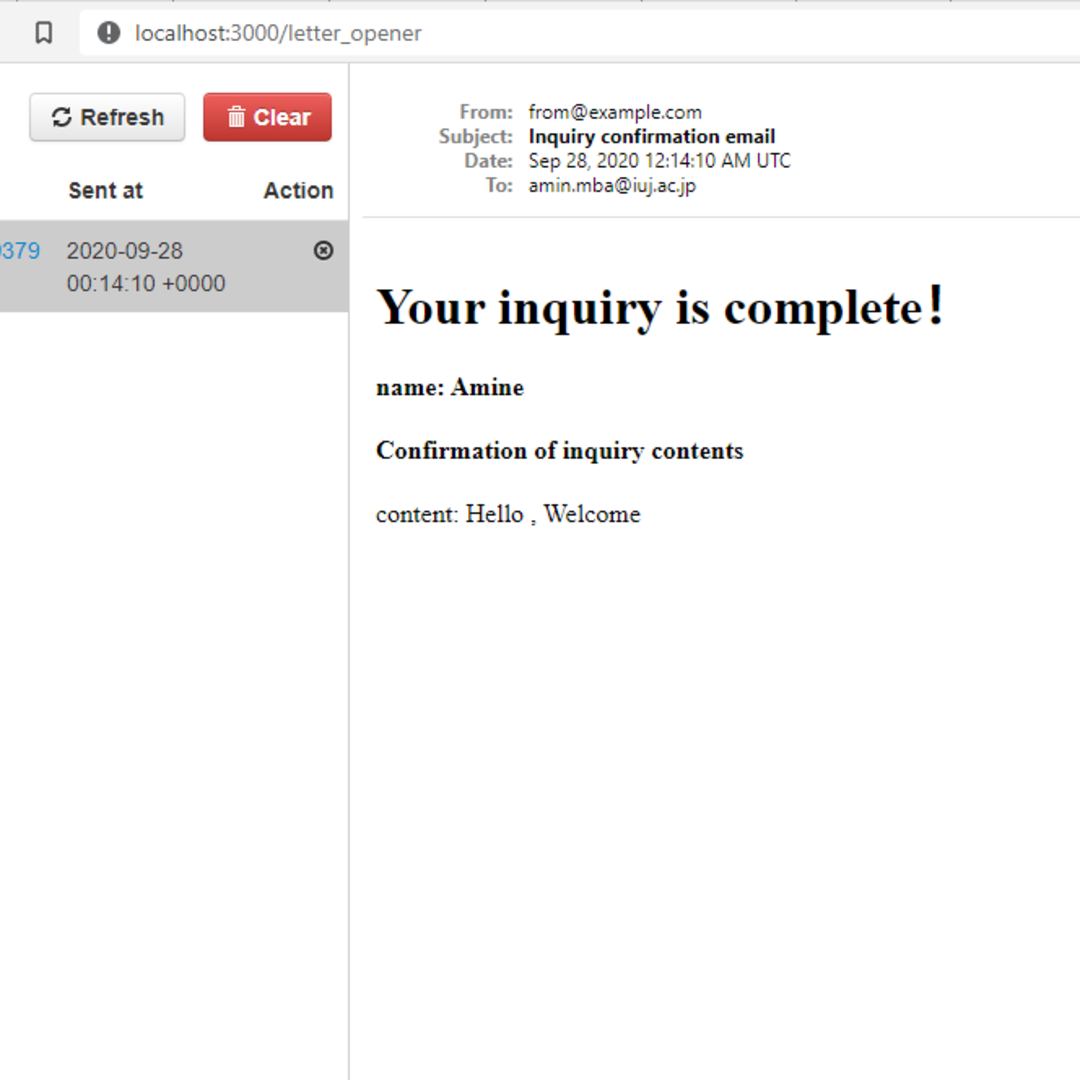 localhost:3000/letter_opener
Refresh
Clear
Sent at Action
379 2020-09-28
00:14:10 +0000
From: from@example.com
Subject: Inquiry confirmation email
Date: Sep 28, 2020 12:14:10 AM UTC
To: amin.mba@iuj.ac.jp
Your inquiry is complete!
name: Amine
Confirmation of inquiry contents
content: Hello , Welcome